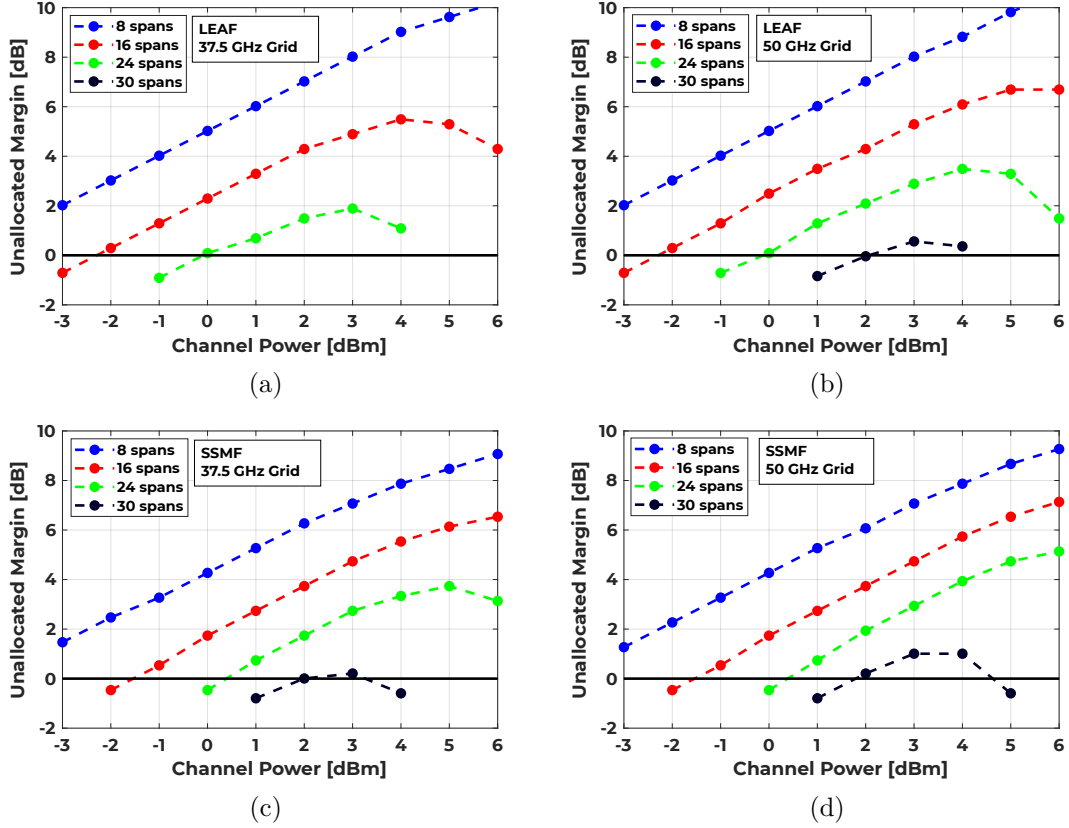 10
8
6
4
2
0
-2
Unallocated Margin [dB]
8 spans
16 spans
24 spans
30 spans
LEAF
37.5 GHz Grid
-3 -2 -1 0 1 2 3 4 5 6
Channel Power [dBm]
(a)
10
8
6
4
2
0
-2
Unallocated Margin [dB]
8 spans
16 spans
24 spans
30 spans
LEAF
50 GHz Grid
-3 -2 -1 0 1 2 3 4 5 6
Channel Power [dBm]
(b)
10
8
6
4
2
0
-2
Unallocated Margin [dB]
8 spans
16 spans
24 spans
30 spans
SSMF
37.5 GHz Grid
-3 -2 -1 0 1 2 3 4 5 6
Channel Power [dBm]
(c)
10
8
6
4
2
0
-2
Unallocated Margin [dB]
8 spans
16 spans
24 spans
30 spans
SSMF
50 GHz Grid
-3 -2 -1 0 1 2 3 4 5 6
Channel Power [dBm]
(d)